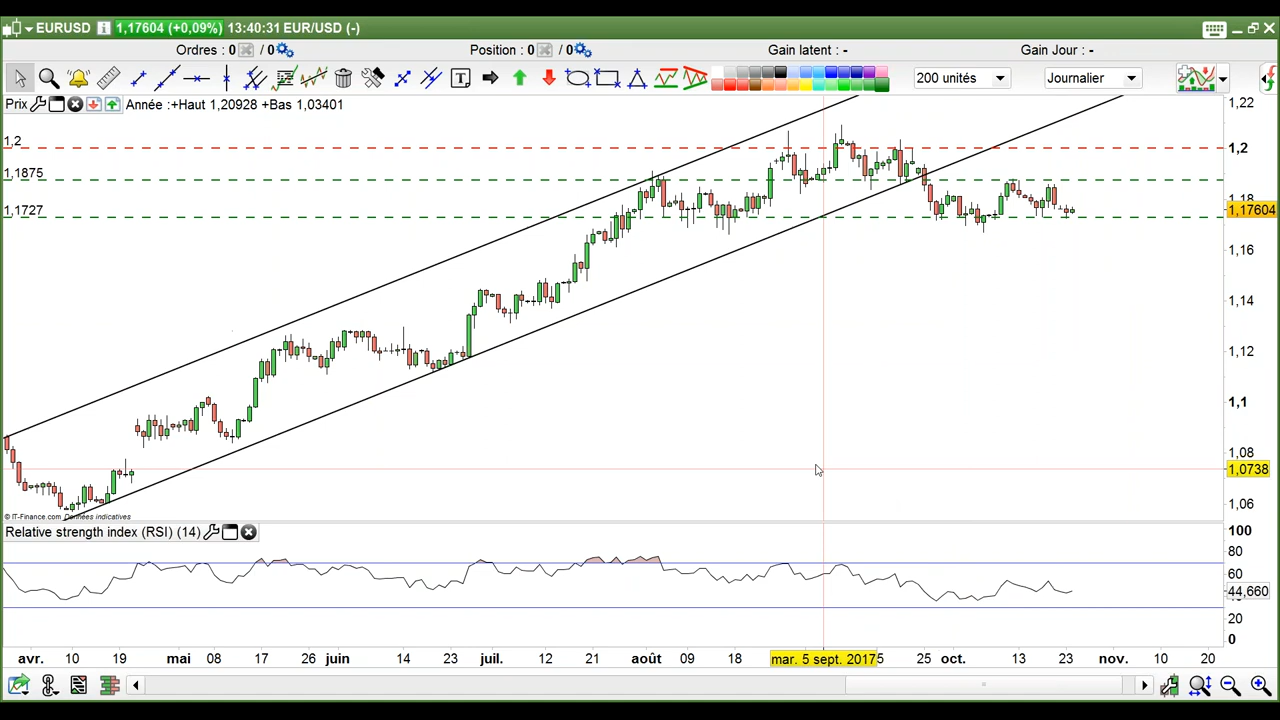 EURUSD 1,17604 (+0,09%) 13:40:31 EUR/USD (-)
Ordres : 0 / 0 Position : 0 / 0 Gain latent : - Gain Jour : -
T 200 unités Journalier
Prix Année :+Haut 1,20928 +Bas 1,03401
1,22
1,2 1,2
1,1875
1,18
1,1727 1,17604
1,16
1,14
1,12
1,1
1,08
1,0738
1,06
© IT-Finance.com Données indicatives
Relative strength index (RSI) (14) 100
80
60
44,660
20
0
avr. 10 19 mai 08 17 26 juin 14 23 juil. 12 21 août 09 18 mar. 5 sept. 2017 5 25 oct. 13 23 nov. 10 20